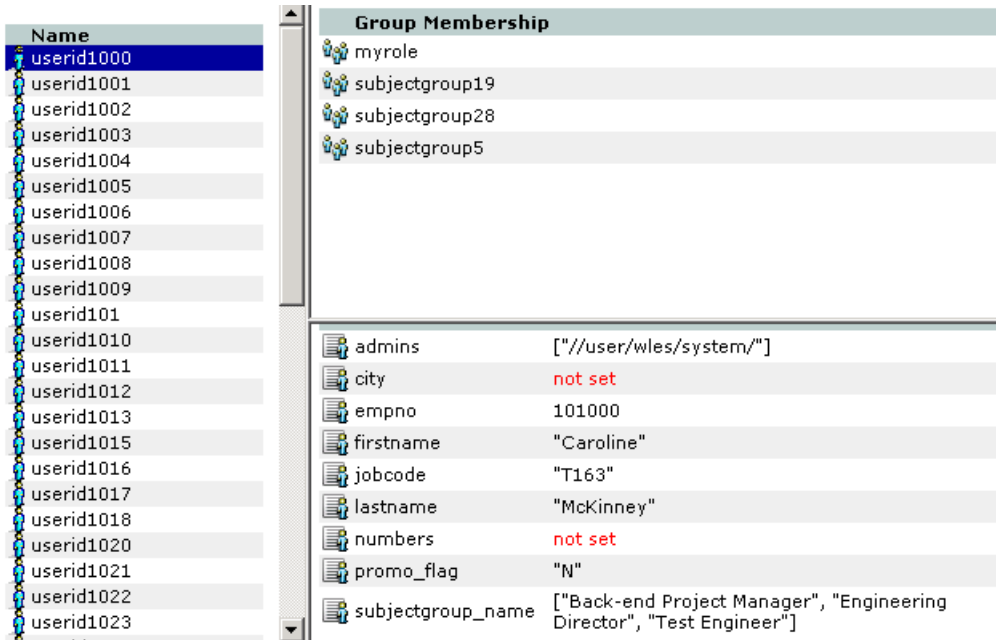 Name
userid1000
userid1001
userid1002
userid1003
userid1004
userid1005
userid1006
userid1007
userid1008
userid1009
userid101
userid1010
userid1011
userid1012
userid1013
userid1015
userid1016
userid1017
userid1018
userid1020
userid1021
userid1022
userid1023
Group Membership
myrole
subjectgroup19
subjectgroup28
subjectgroup5
admins ["//user/wles/system/"]
city not set
empno 101000
firstname "Caroline"
jobcode "T163"
lastname "McKinney"
numbers not set
promo_flag "N"
subjectgroup_name ["Back-end Project Manager", "Engineering
Director", "Test Engineer"]